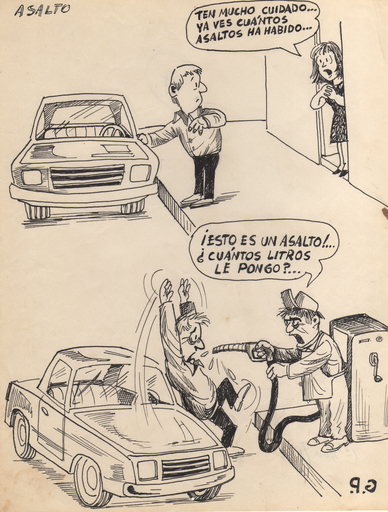 ASALTO
TEN MUCHO CUIDADO...
YA VES CUÁNTOS
ASALTOS HA HABIDO...
¡ESTO ES UN ASALTO!...
¿CUÁNTOS LITROS
LE PONGO?...